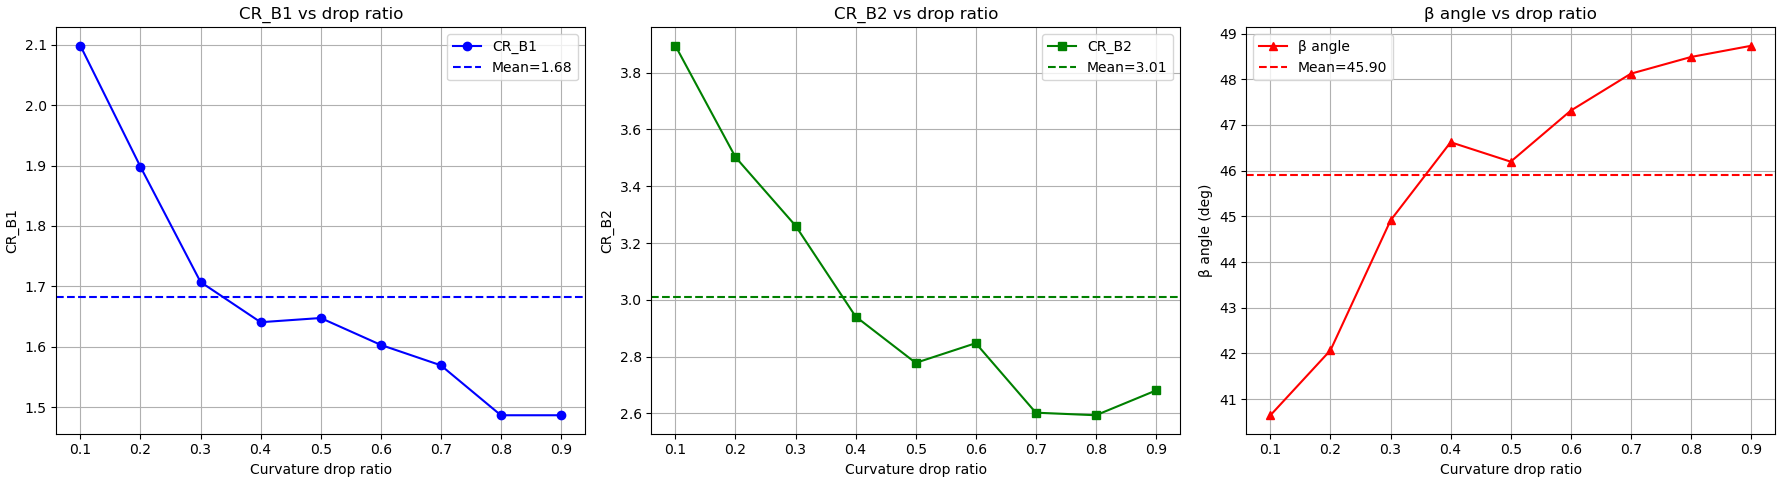 CR_B1 vs drop ratio
CR_B1
Mean=1.68
2.1
2.0
1.9
1.8
1.7
1.6
1.5
CR_B1
0.1 0.2 0.3 0.4 0.5 0.6 0.7 0.8 0.9
Curvature drop ratio
CR_B2 vs drop ratio
CR_B2
Mean=3.01
3.8
3.6
3.4
3.2
3.0
2.8
2.6
CR_B2
0.1 0.2 0.3 0.4 0.5 0.6 0.7 0.8 0.9
Curvature drop ratio
β angle vs drop ratio
β angle
Mean=45.90
49
48
47
46
45
44
43
42
41
β angle (deg)
0.1 0.2 0.3 0.4 0.5 0.6 0.7 0.8 0.9
Curvature drop ratio